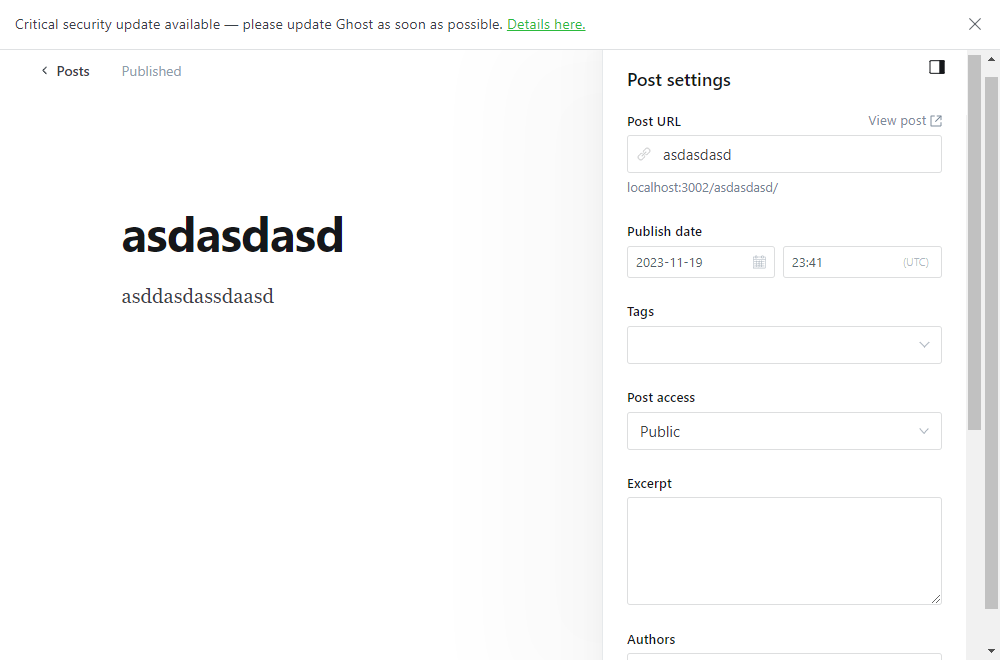 Critical security update available — please update Ghost as soon as possible. Details here.
Posts
Published
Post settings
Post URL
View post
asdasdasd
localhost:3002/asdasdasd/
asdasdasd
Publish date
2023-11-19
23:41
(UTC)
asddasdassdaasd
Tags
Post access
Public
Excerpt
Authors